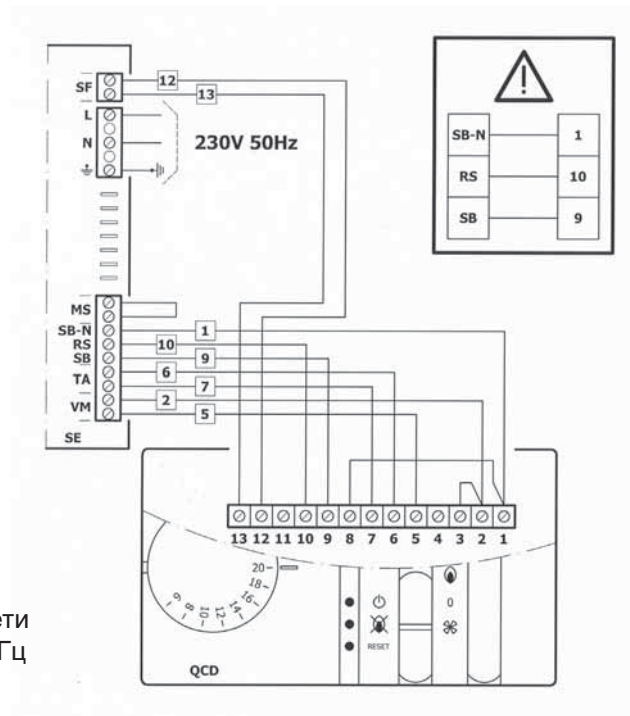 SF
12
13
L
N
230V 50Hz
SB-N 1
RS 10
SB 9
MS
SB-N
RS
SB
TA
VM
SE
1
10
9
6
7
2
5
13 12 11 10 9 8 7 6 5 4 3 2 1
20-
18-
16-
14-
12-
10-
8-
6-
0
RESET
QCD
ети
Гц